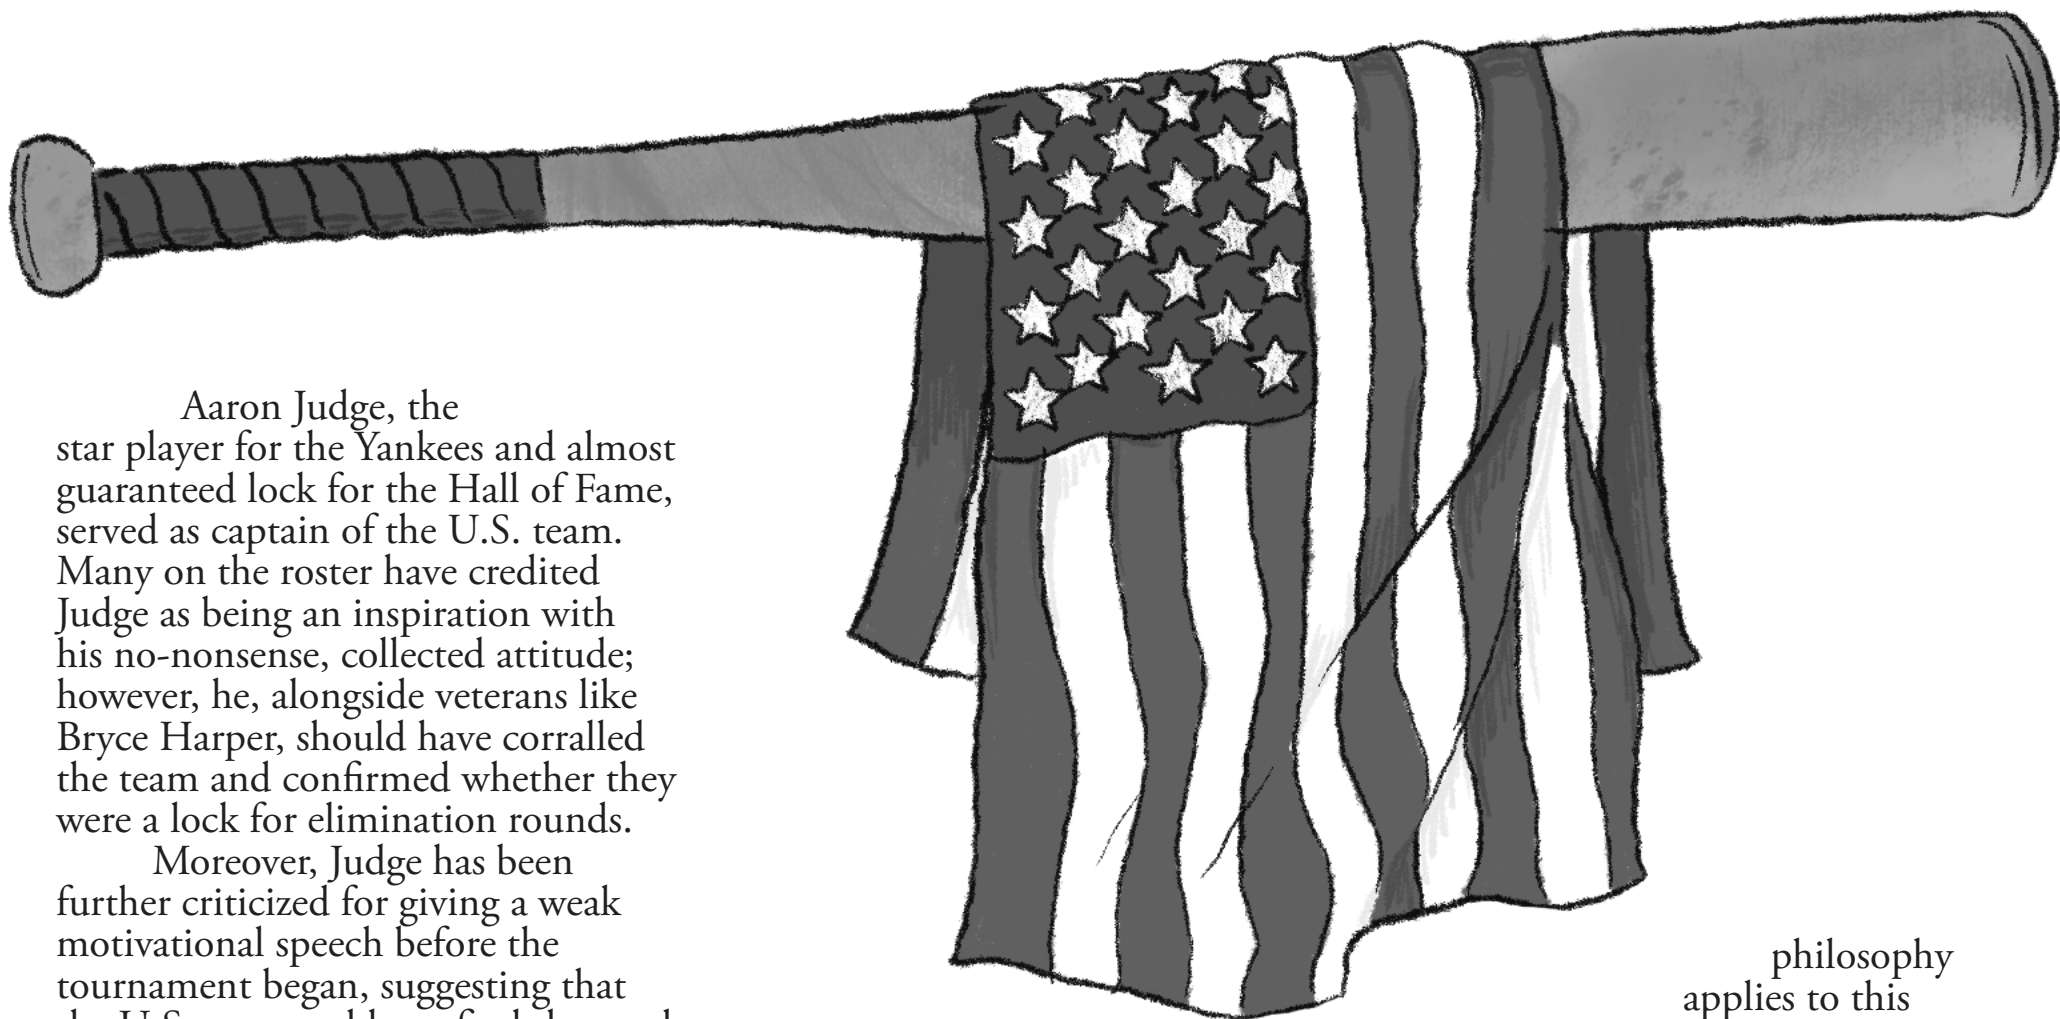 Aaron Judge, the
star player for the Yankees and almost
guaranteed lock for the Hall of Fame,
served as captain of the U.S. team.
Many on the roster have credited
Judge as being an inspiration with
his no-nonsense, collected attitude;
however, he, alongside veterans like
Bryce Harper, should have corralled
the team and confirmed whether they
were a lock for elimination rounds.
Moreover, Judge has been
further criticized for giving a weak
motivational speech before the
tournament began, suggesting that
philosophy
applies to this